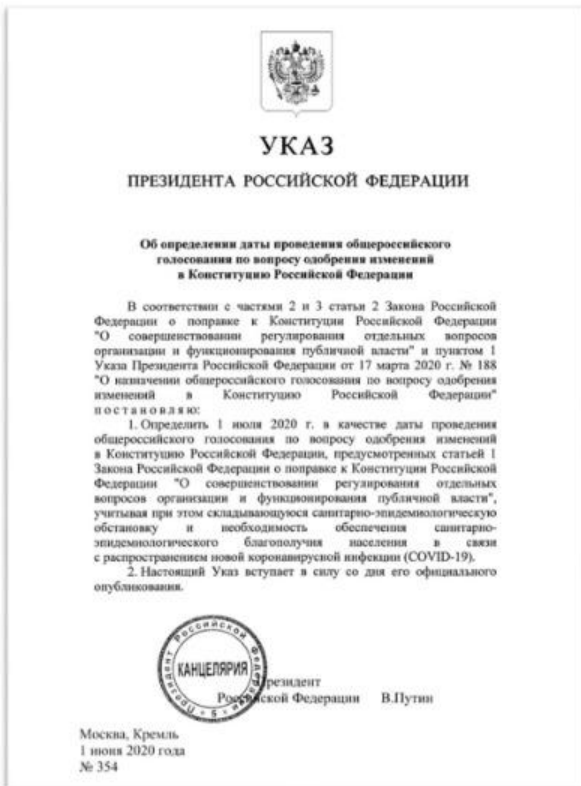 УКАЗ
ПРЕЗИДЕНТА РОССИЙСКОЙ ФЕДЕРАЦИИ
Об определении даты проведения общероссийского
голосования по вопросу одобрения изменений
в Конституцию Российской Федерации
В соответствии с частями 2 и 3 статьи 2 Закона Российской
Федерации о поправке к Конституции Российской Федерации
"О совершенствовании регулирования отдельных вопросов
организации и функционирования публичной власти" и пунктом 1
Указа Президента Российской Федерации от 17 марта 2020 г. № 188
"О назначении общероссийского голосования по вопросу одобрения
изменений в Конституцию Российской Федерации"
постановляю:
1. Определить 1 июля 2020 г. в качестве даты проведения
общероссийского голосования по вопросу одобрения изменений
в Конституцию Российской Федерации, предусмотренных статьей 1
Закона Российской Федерации о поправке к Конституции Российской
Федерации "О совершенствовании регулирования отдельных
вопросов организации и функционирования публичной власти",
учитывая при этом складывающуюся санитарно-эпидемиологическую
обстановку и необходимость обеспечения санитарно-
эпидемиологического благополучия населения в связи
с распространением новой коронавирусной инфекции (COVID-19).
2. Настоящий Указ вступает в силу со дня его официального
опубликования.
Президент Российской Федерации
КАНЦЕЛЯРИЯ
* 5 *
Президент
Российской Федерации В.Путин
Москва, Кремль
1 июня 2020 года
№ 354